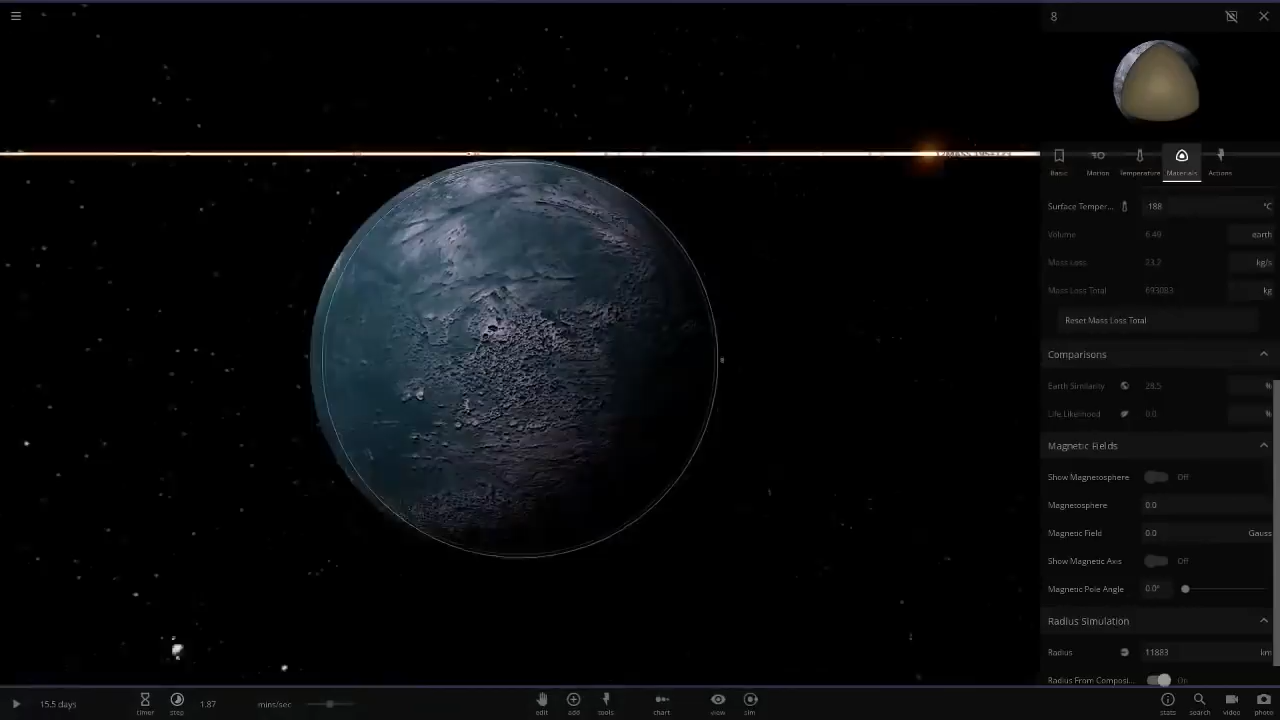 8
Basic Motion Temperature Materials Actions
Surface Temper... 188 °C
Volume 6.49 earth
Mass Loss 33.2 kg/s
Mass Loss Total 693083 kg
Reset Mass Loss Total
Comparisons
Earth Similarity 28.5 %
Life Likelihood 0.0 %
Magnetic Fields
Show Magnetosphere Off
Magnetosphere 0.0
Magnetic Field 0.0 Gauss
Show Magnetic Axis Off
Magnetic Pole Angle 0.0°
Radius Simulation
Radius 11883 km
Radius From Composi... On
15.5 days timer step 1.87 mins/sec edit add tools chart view sim stats search video photo